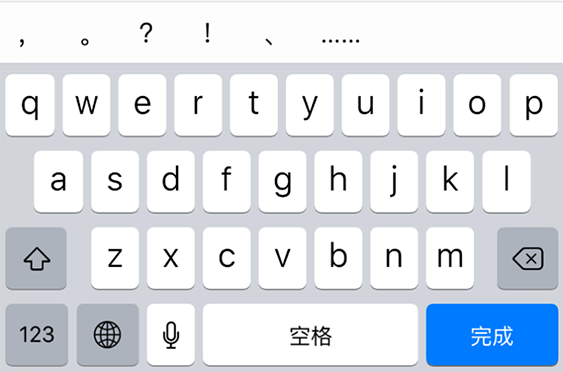 ， 。 ？ ！ 、 ……
q w e r t y u i o p
a s d f g h j k l
z x c v b n m
123 空格 完成